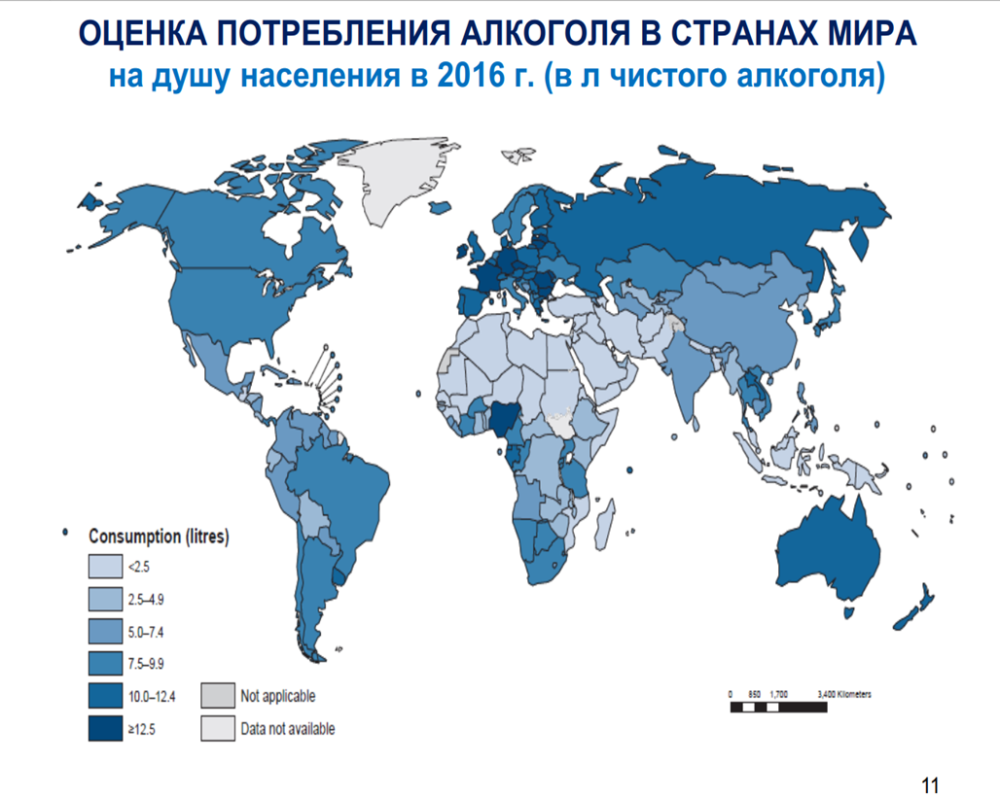 ОЦЕНКА ПОТРЕБЛЕНИЯ АЛКОГОЛЯ В СТРАНАХ МИРА
на душу населения в 2016 г. (в л чистого алкоголя)
Consumption (litres)
<2.5
2.5–4.9
5.0–7.4
7.5–9.9
10.0–12.4
≥12.5
Not applicable
Data not available
0 850 1,700 3,400 Kilometers
11